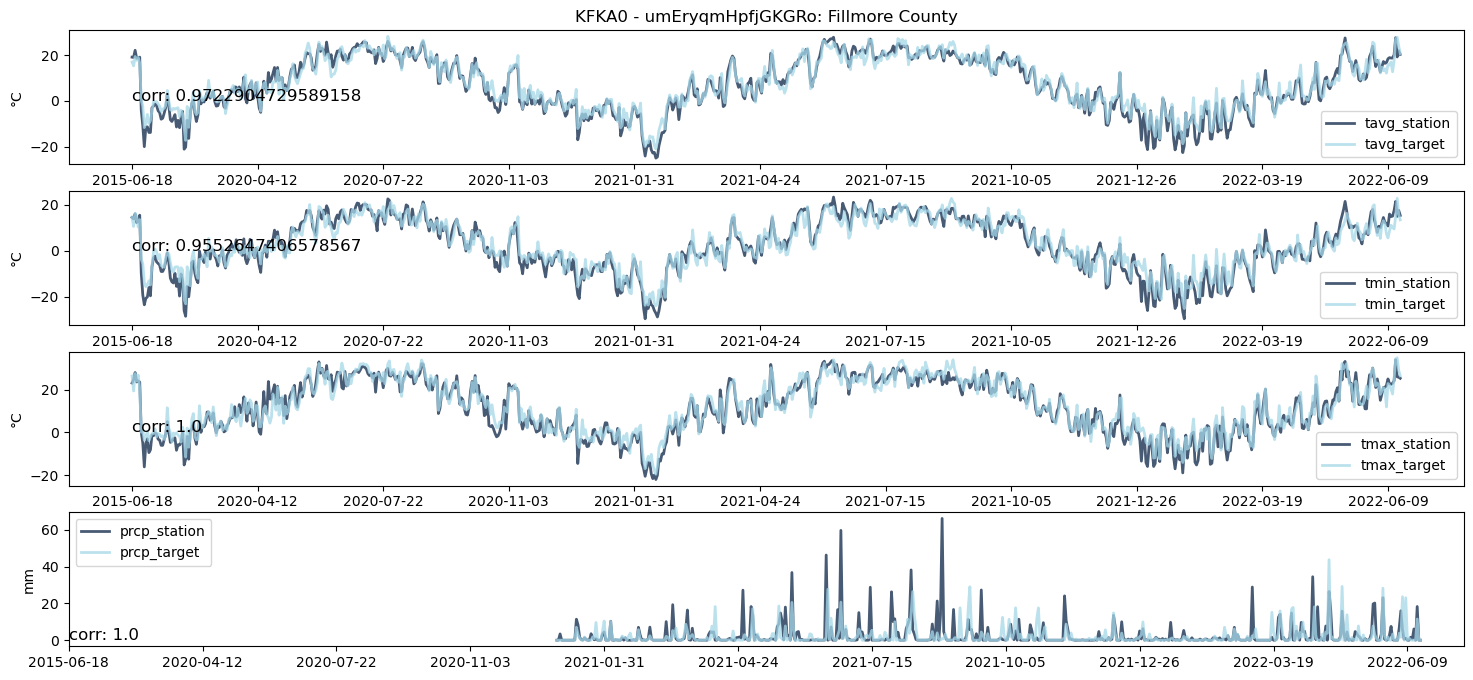 KFKA0 - umEryqmHpfjGKGRo: Fillmore County
20
0
−20
°C
corr: 0.9722904729589158
tavg_station
tavg_target
2015-06-18 2020-04-12 2020-07-22 2020-11-03 2021-01-31 2021-04-24 2021-07-15 2021-10-05 2021-12-26 2022-03-19 2022-06-09
20
0
−20
°C
corr: 0.9552647406578567
tmin_station
tmin_target
2015-06-18 2020-04-12 2020-07-22 2020-11-03 2021-01-31 2021-04-24 2021-07-15 2021-10-05 2021-12-26 2022-03-19 2022-06-09
20
0
−20
°C
corr: 1.0
tmax_station
tmax_target
2015-06-18 2020-04-12 2020-07-22 2020-11-03 2021-01-31 2021-04-24 2021-07-15 2021-10-05 2021-12-26 2022-03-19 2022-06-09
60
40
20
0
mm
prcp_station
prcp_target
corr: 1.0
2015-06-18 2020-04-12 2020-07-22 2020-11-03 2021-01-31 2021-04-24 2021-07-15 2021-10-05 2021-12-26 2022-03-19 2022-06-09